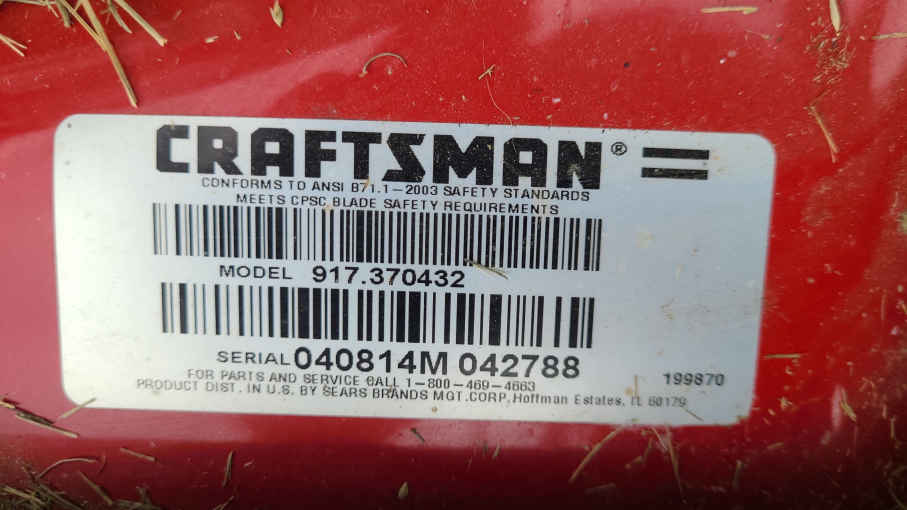 CRAFTSMAN®
CONFORMS TO ANSI B71.1-2003 SAFETY STANDARDS
MEETS CPSC BLADE SAFETY REQUIREMENTS
MODEL 917.370432
SERIAL 040814M 042788
FOR PARTS AND SERVICE CALL 1-800-469-4663 199870
PRODUCT DIST. IN U.S. BY SEARS BRANDS MGT.CORP. Hoffman Estates, IL 60179